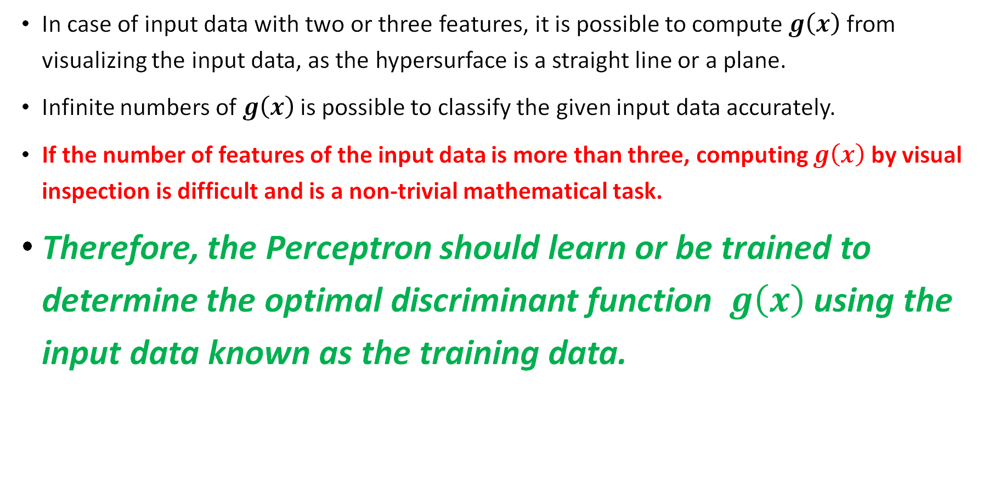 • In case of input data with two or three features, it is possible to compute g(x) from
visualizing the input data, as the hypersurface is a straight line or a plane.
• Infinite numbers of g(x) is possible to classify the given input data accurately.
• If the number of features of the input data is more than three, computing g(x) by visual
inspection is difficult and is a non-trivial mathematical task.
• Therefore, the Perceptron should learn or be trained to
determine the optimal discriminant function g(x) using the
input data known as the training data.